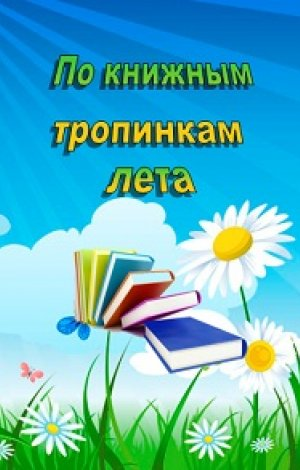 По книжным
тропинкам
лета